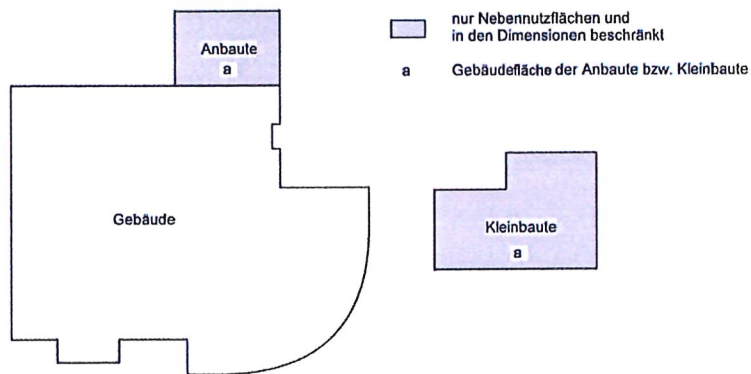 Anbaute
a
nur Nebennutzflächen und
in den Dimensionen beschränkt
a Gebäudefläche der Anbaute bzw. Kleinbaute
Gebäude
Kleinbaute
a